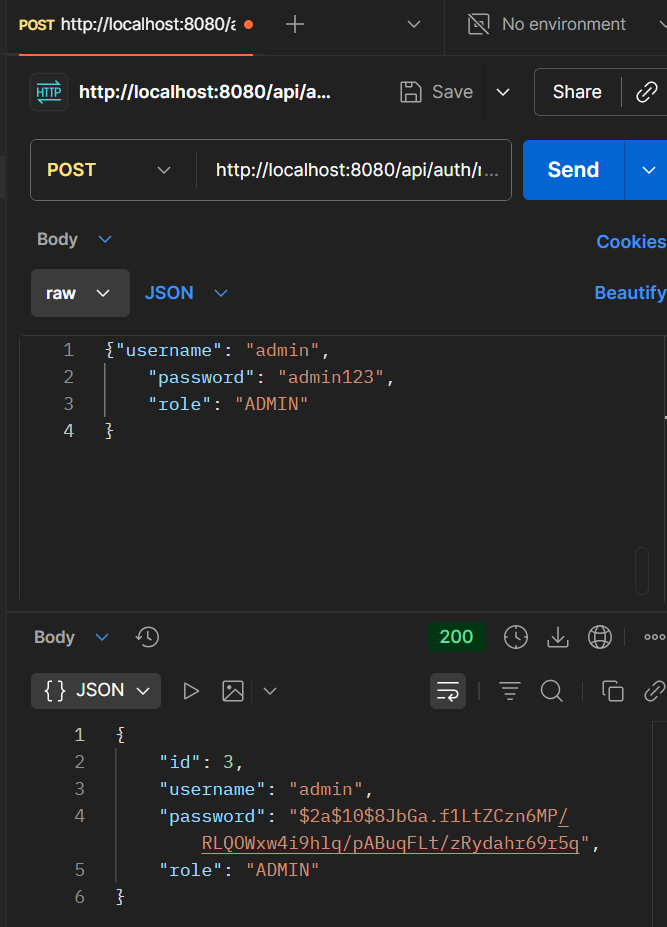 POST http://localhost:8080/a
No environment
HTTP http://localhost:8080/api/a...
Save
Share
POST
http://localhost:8080/api/auth/r...
Send
Body
Cookies
raw
JSON
Beautify
1 {"username": "admin",
2 "password": "admin123",
3 "role": "ADMIN"
4 }
Body
200
{} JSON
1 {
2 "id": 3,
3 "username": "admin",
4 "password": "$2a$10$8JbGa.f1LtZCzn6MP/
RLQOWxw4i9hlq/pABuqFLt/zRydahr69r5q",
5 "role": "ADMIN"
6 }